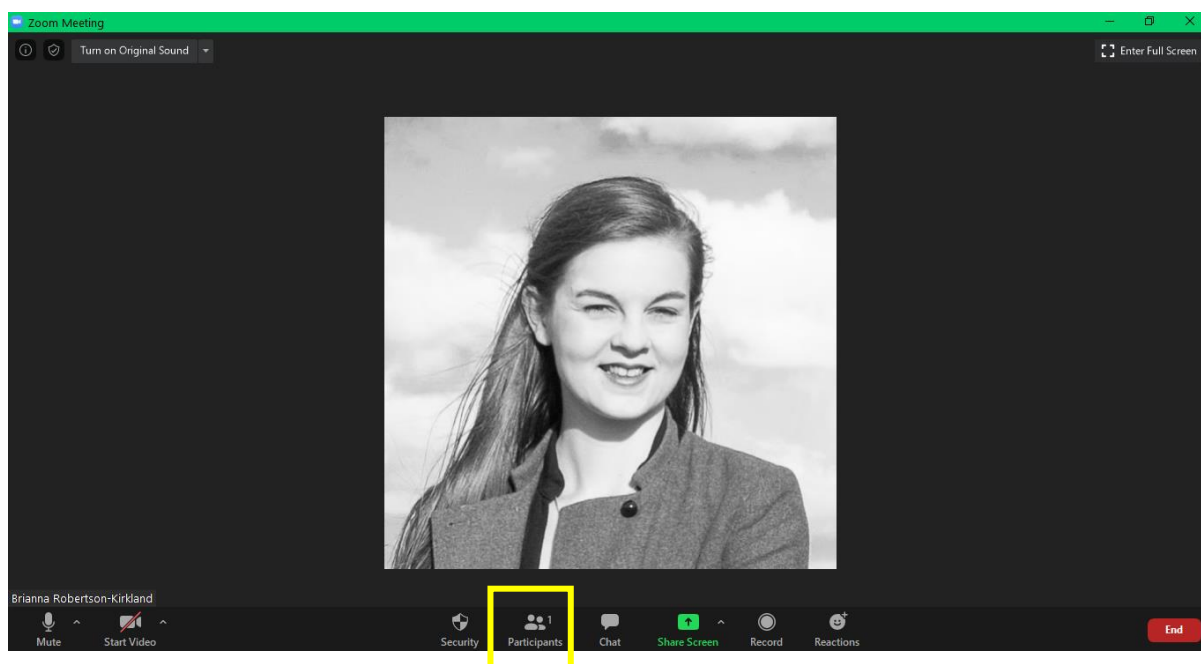 Zoom Meeting
Turn on Original Sound
Enter Full Screen
Brianna Robertson-Kirkland
Mute
Start Video
Security
Participants
1
Chat
Share Screen
Record
Reactions
End